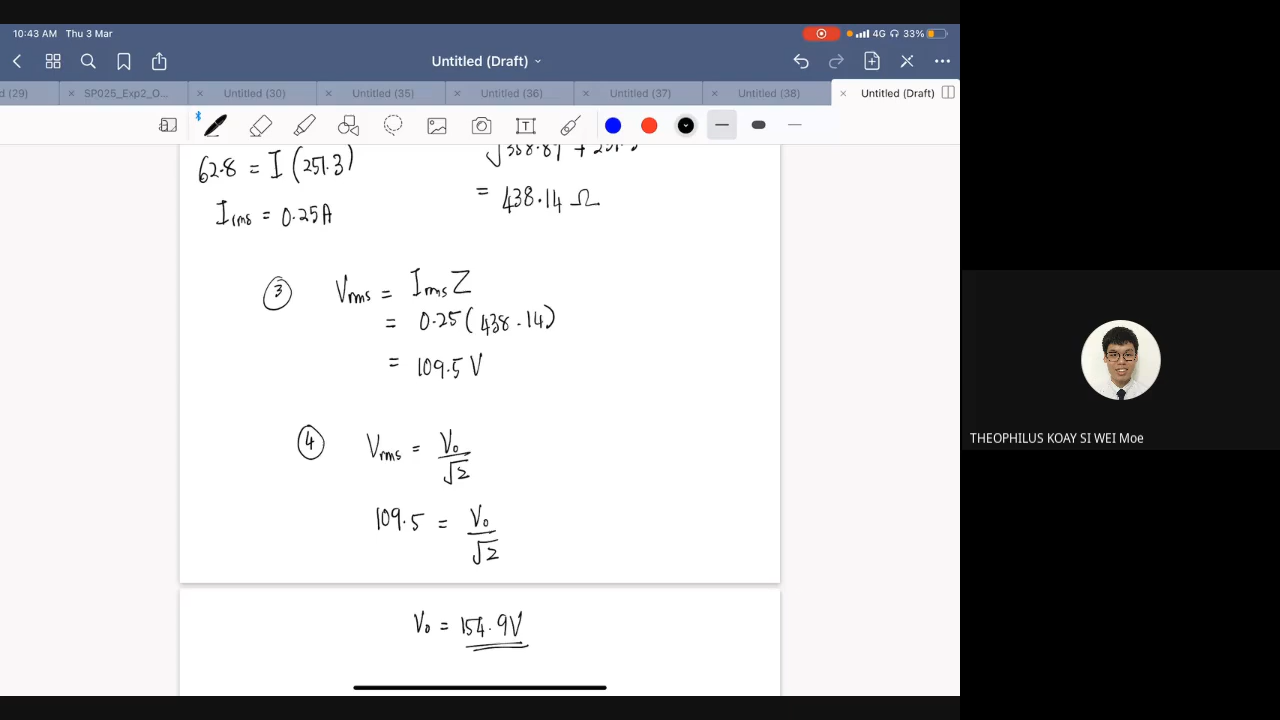 10:43 AM Thu 3 Mar
4G 33%
Untitled (Draft)
d (29)
SP025_Exp2_O...
Untitled (30)
Untitled (35)
Untitled (36)
Untitled (37)
Untitled (38)
Untitled (Draft)
T
62.8 = I (251.3)
Irms = 0.25A
= 438.14 Ω
③ Vrms = Irms Z
= 0.25 (438.14)
= 109.5 V
④ Vrms = V₀/√2
109.5 = V₀/√2
V₀ = 154.9V
THEOPHILUS KOAY SI WEI Moe